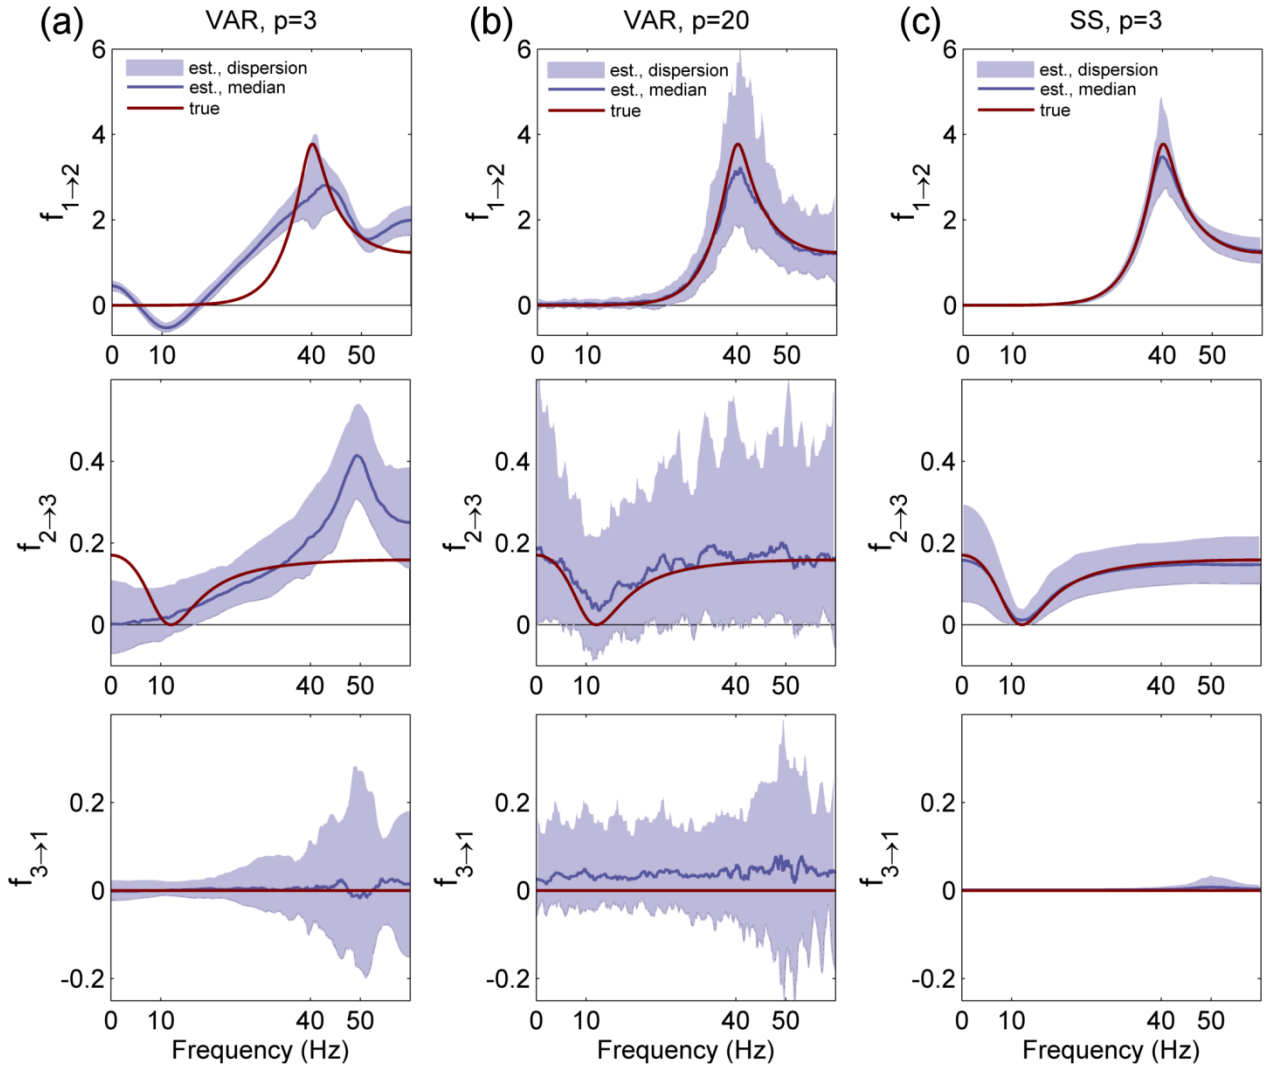 (a) VAR, p=3
(b) VAR, p=20
(c) SS, p=3
6
4
2
0
f1→2
est., dispersion
est., median
true
0 10 40 50
6
4
2
0
f1→2
est., dispersion
est., median
true
0 10 40 50
6
4
2
0
f1→2
est., dispersion
est., median
true
0 10 40 50
0.4
0.2
0
f2→3
0 10 40 50
0.4
0.2
0
f2→3
0 10 40 50
0.4
0.2
0
f2→3
0 10 40 50
0.2
0
-0.2
f3→1
0 10 40 50
Frequency (Hz)
0.2
0
-0.2
f3→1
0 10 40 50
Frequency (Hz)
0.2
0
-0.2
f3→1
0 10 40 50
Frequency (Hz)